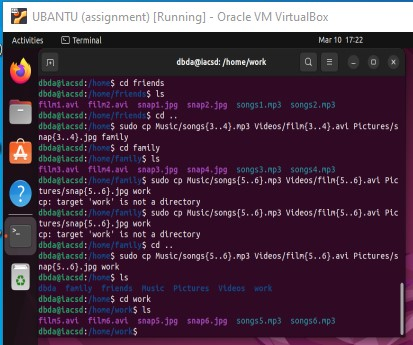 UBANTU (assignment) [Running] - Oracle VM VirtualBox
Activities Terminal Mar 10 17:22
dbda@iacsd: /home/work
dbda@iacsd:/home$ cd friends
dbda@iacsd:/home/friends$ ls
film1.avi film2.avi snap1.jpg snap2.jpg songs1.mp3 songs2.mp3
dbda@iacsd:/home/friends$ cd ..
dbda@iacsd:/home$ sudo cp Music/songs{3..4}.mp3 Videos/film{3..4}.avi Pictures/s
nap{3..4}.jpg family
dbda@iacsd:/home$ cd family
dbda@iacsd:/home/family$ ls
film3.avi film4.avi snap3.jpg snap4.jpg songs3.mp3 songs4.mp3
dbda@iacsd:/home/family$ sudo cp Music/songs{5..6}.mp3 Videos/film{5..6}.avi Pic
tures/snap{5..6}.jpg work
cp: target 'work' is not a directory
dbda@iacsd:/home/family$ sudo cp Music/songs{5..6}.mp3 Videos/film{5..6}.avi Pic
tures/snap{5..6}.jpg work
cp: target 'work' is not a directory
dbda@iacsd:/home/family$ cd ..
dbda@iacsd:/home$ sudo cp Music/songs{5..6}.mp3 Videos/film{5..6}.avi Pictures/s
nap{5..6}.jpg work
dbda@iacsd:/home$ ls
dbda family friends Music Pictures Videos work
dbda@iacsd:/home$ cd work
dbda@iacsd:/home/work$ ls
film5.avi film6.avi snap5.jpg snap6.jpg songs5.mp3 songs6.mp3
dbda@iacsd:/home/work$